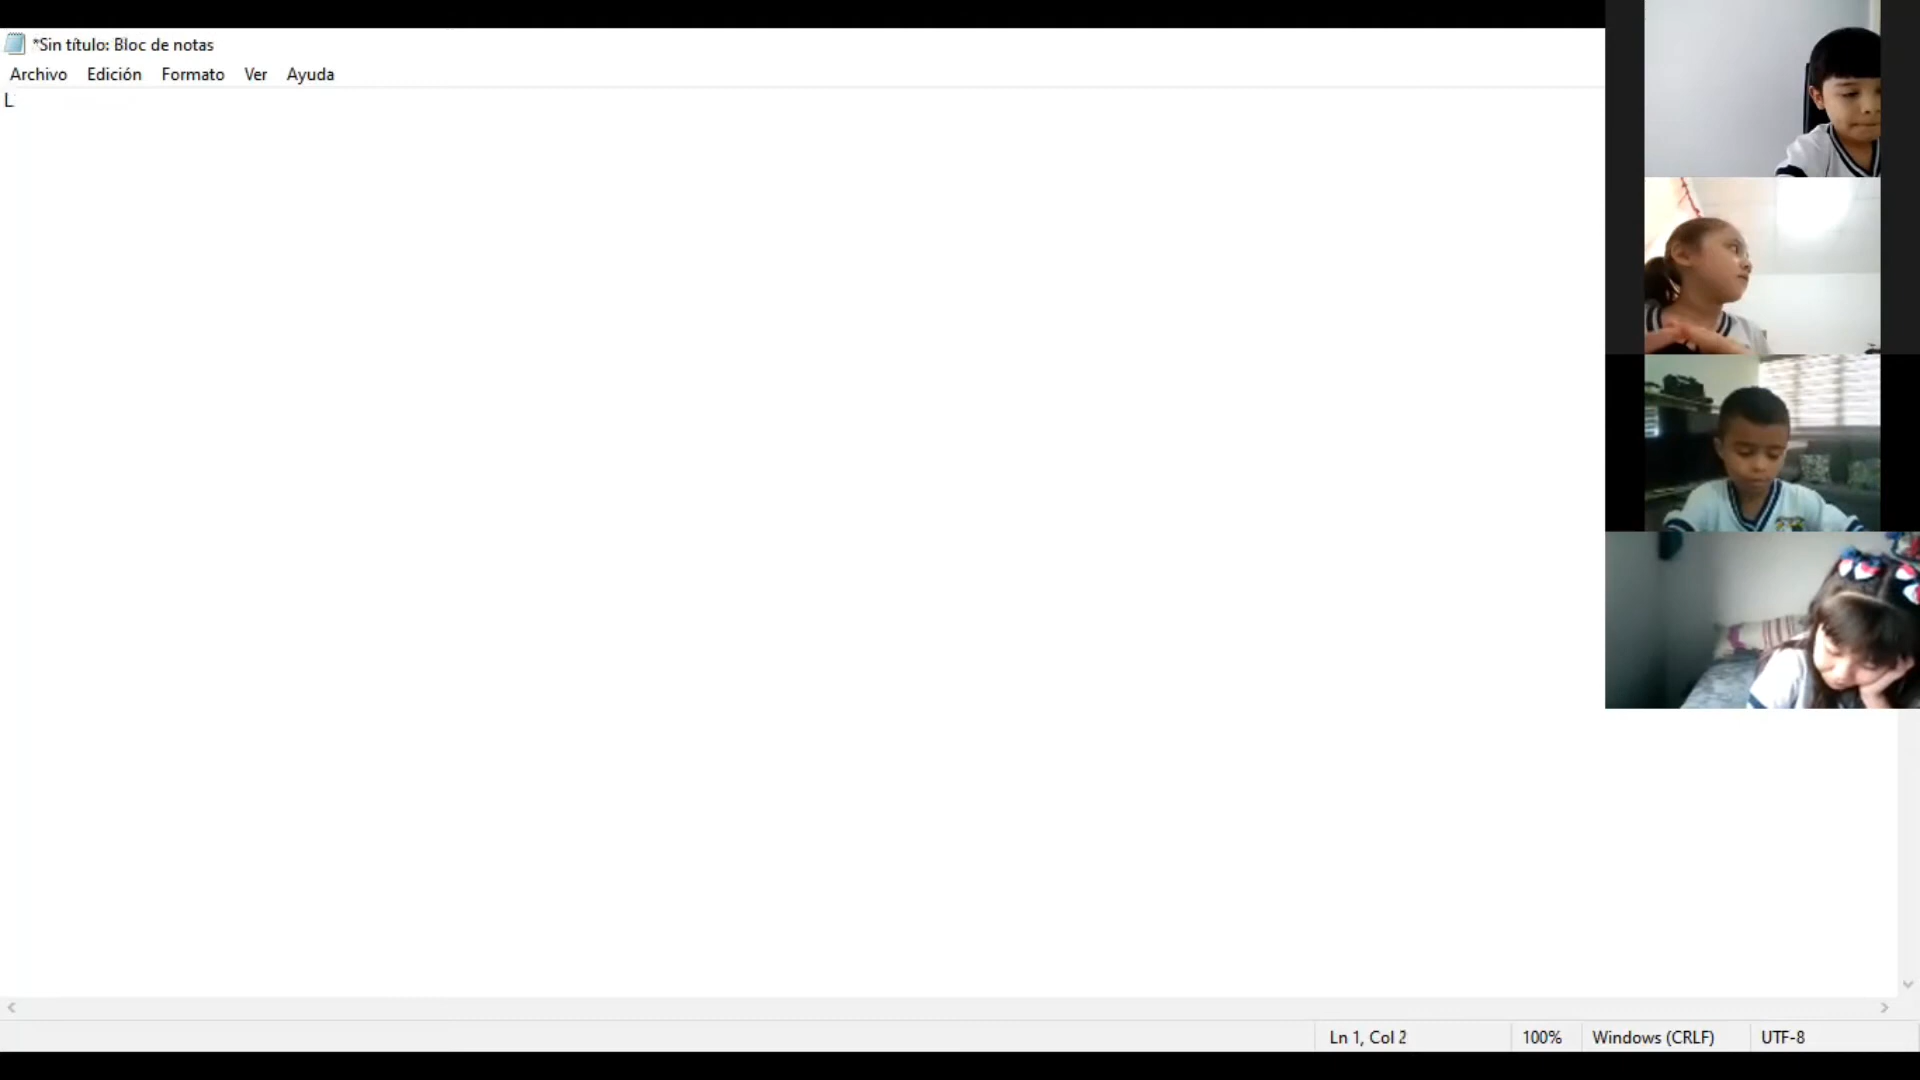 *Sin título: Bloc de notas
Archivo Edición Formato Ver Ayuda
L
Ln 1, Col 2 100% Windows (CRLF) UTF-8